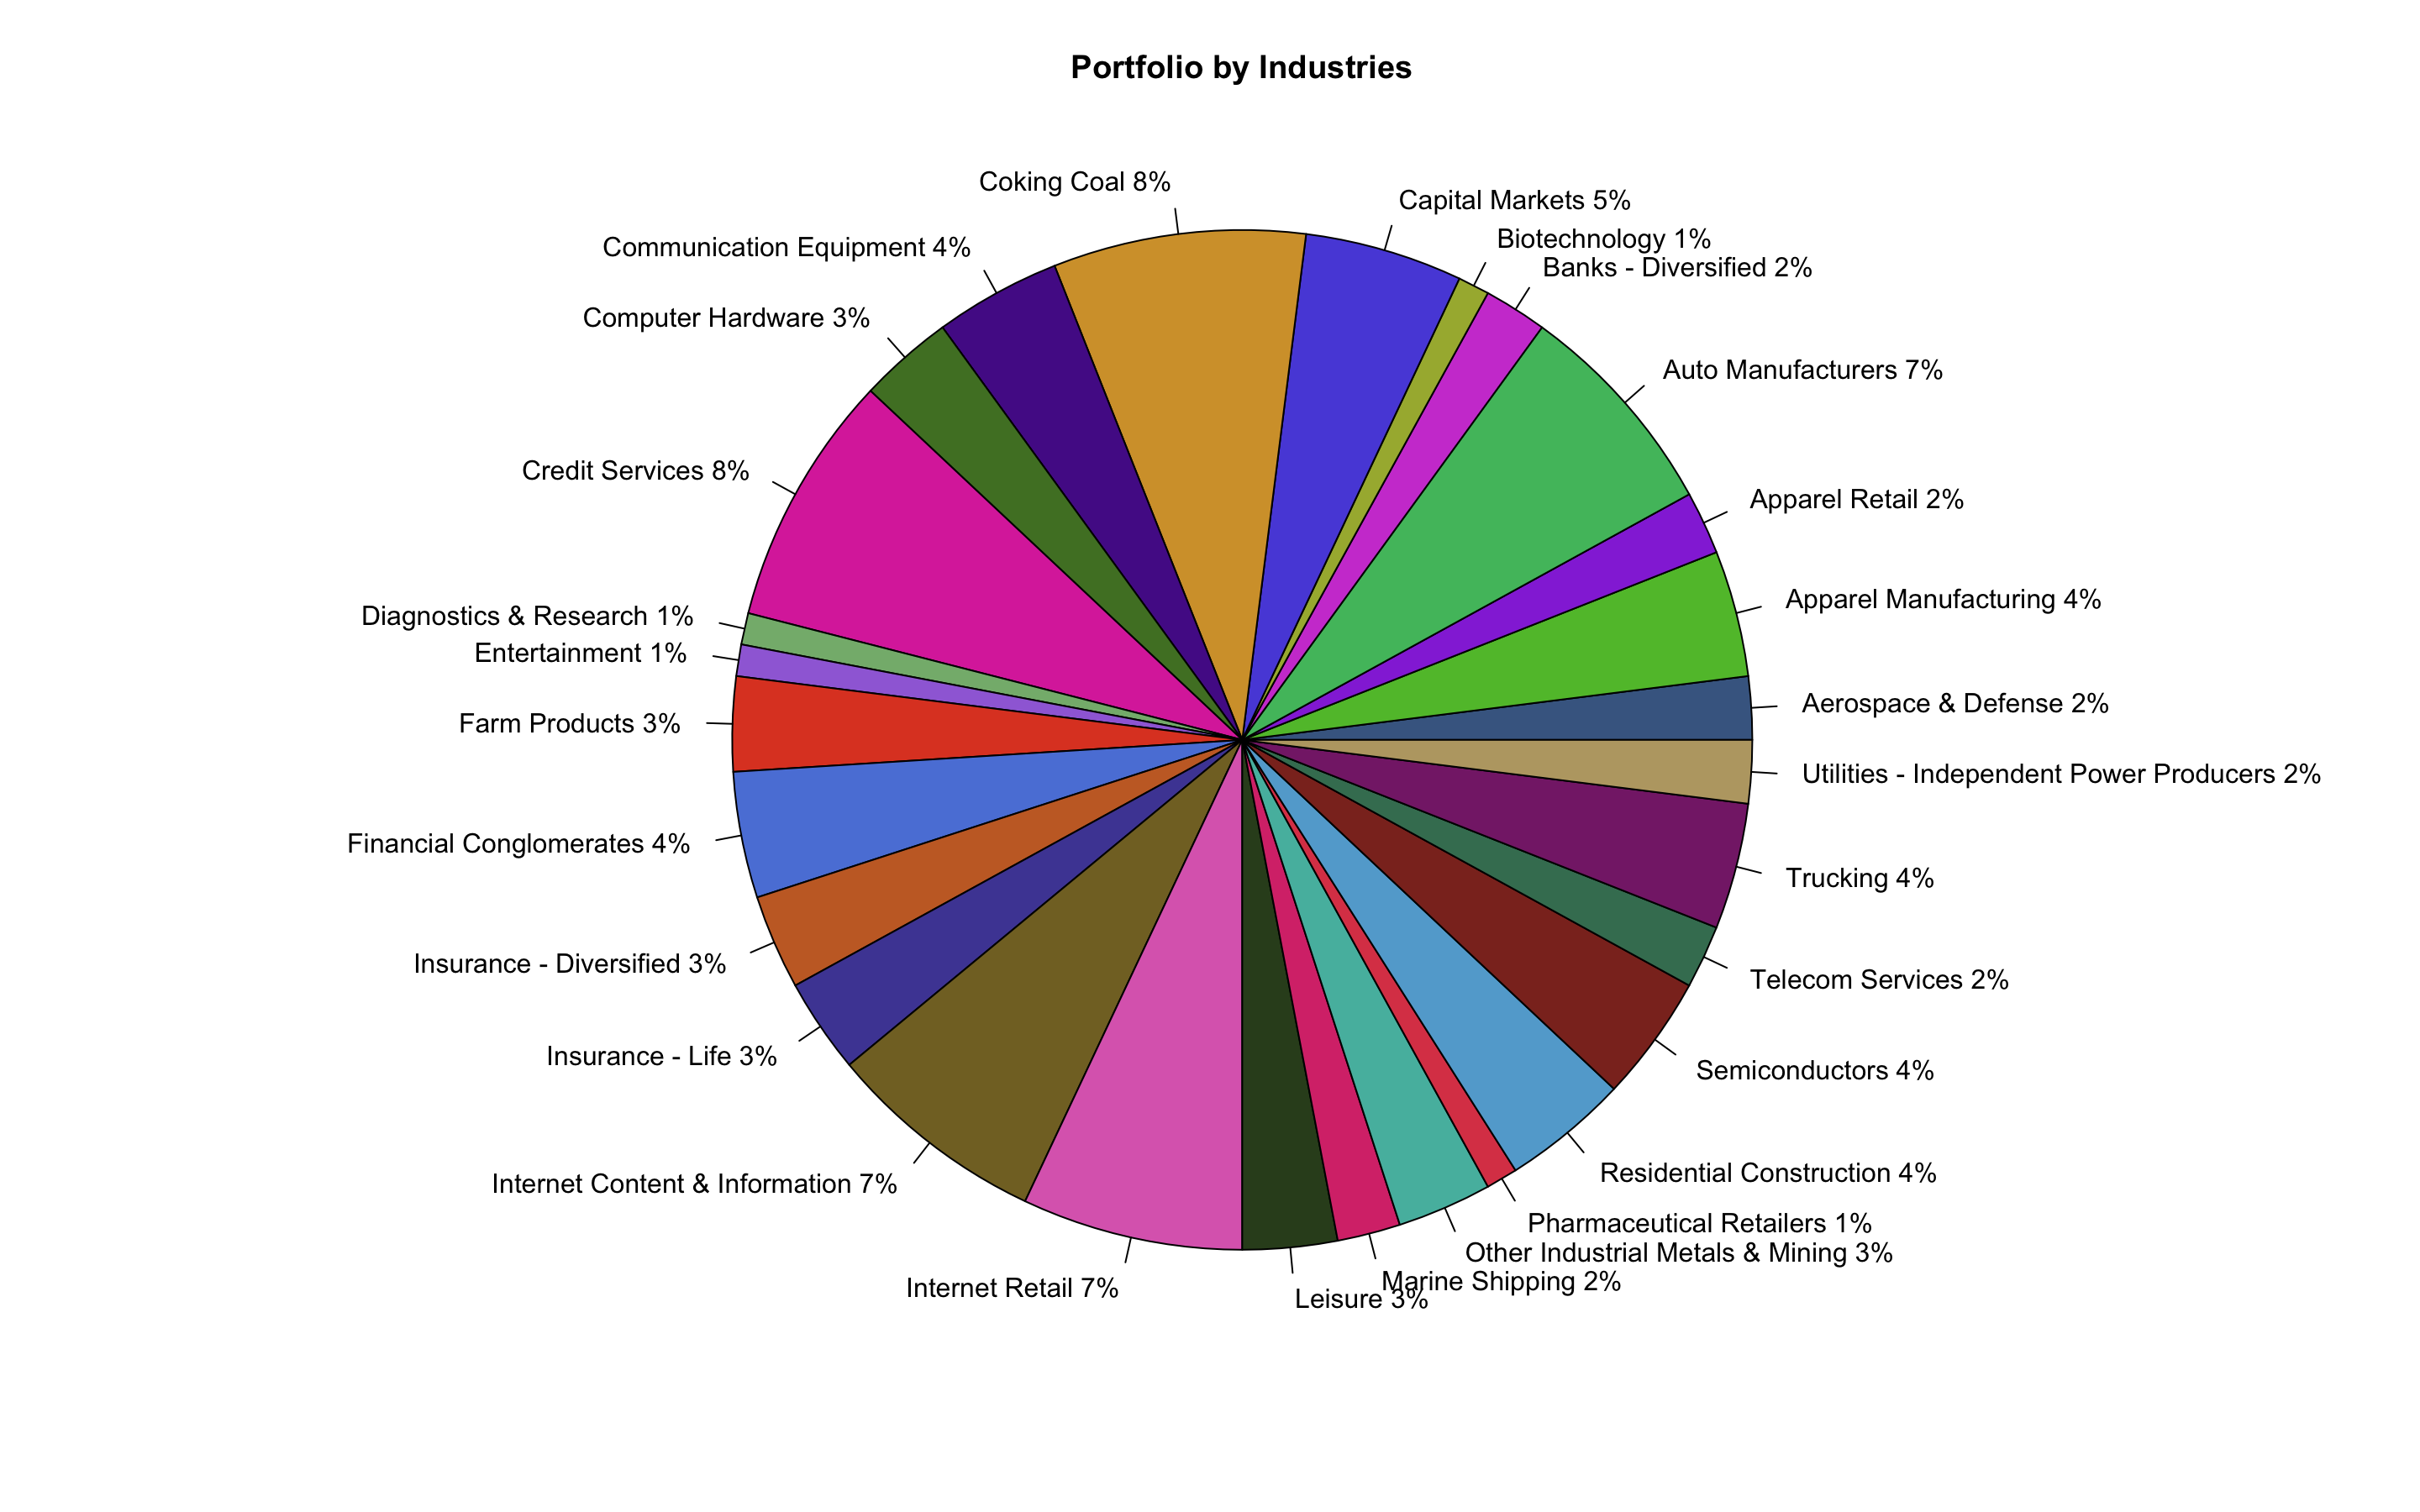 Portfolio by Industries
Coking Coal 8%
Capital Markets 5%
Biotechnology 1%
Communication Equipment 4%
Banks - Diversified 2%
Computer Hardware 3%
Auto Manufacturers 7%
Credit Services 8%
Apparel Retail 2%
Apparel Manufacturing 4%
Diagnostics & Research 1%
Entertainment 1%
Aerospace & Defense 2%
Farm Products 3%
Utilities - Independent Power Producers 2%
Financial Conglomerates 4%
Trucking 4%
Insurance - Diversified 3%
Telecom Services 2%
Insurance - Life 3%
Semiconductors 4%
Residential Construction 4%
Internet Content & Information 7%
Pharmaceutical Retailers 1%
Other Industrial Metals & Mining 3%
Marine Shipping 2%
Internet Retail 7%
Leisure 3%